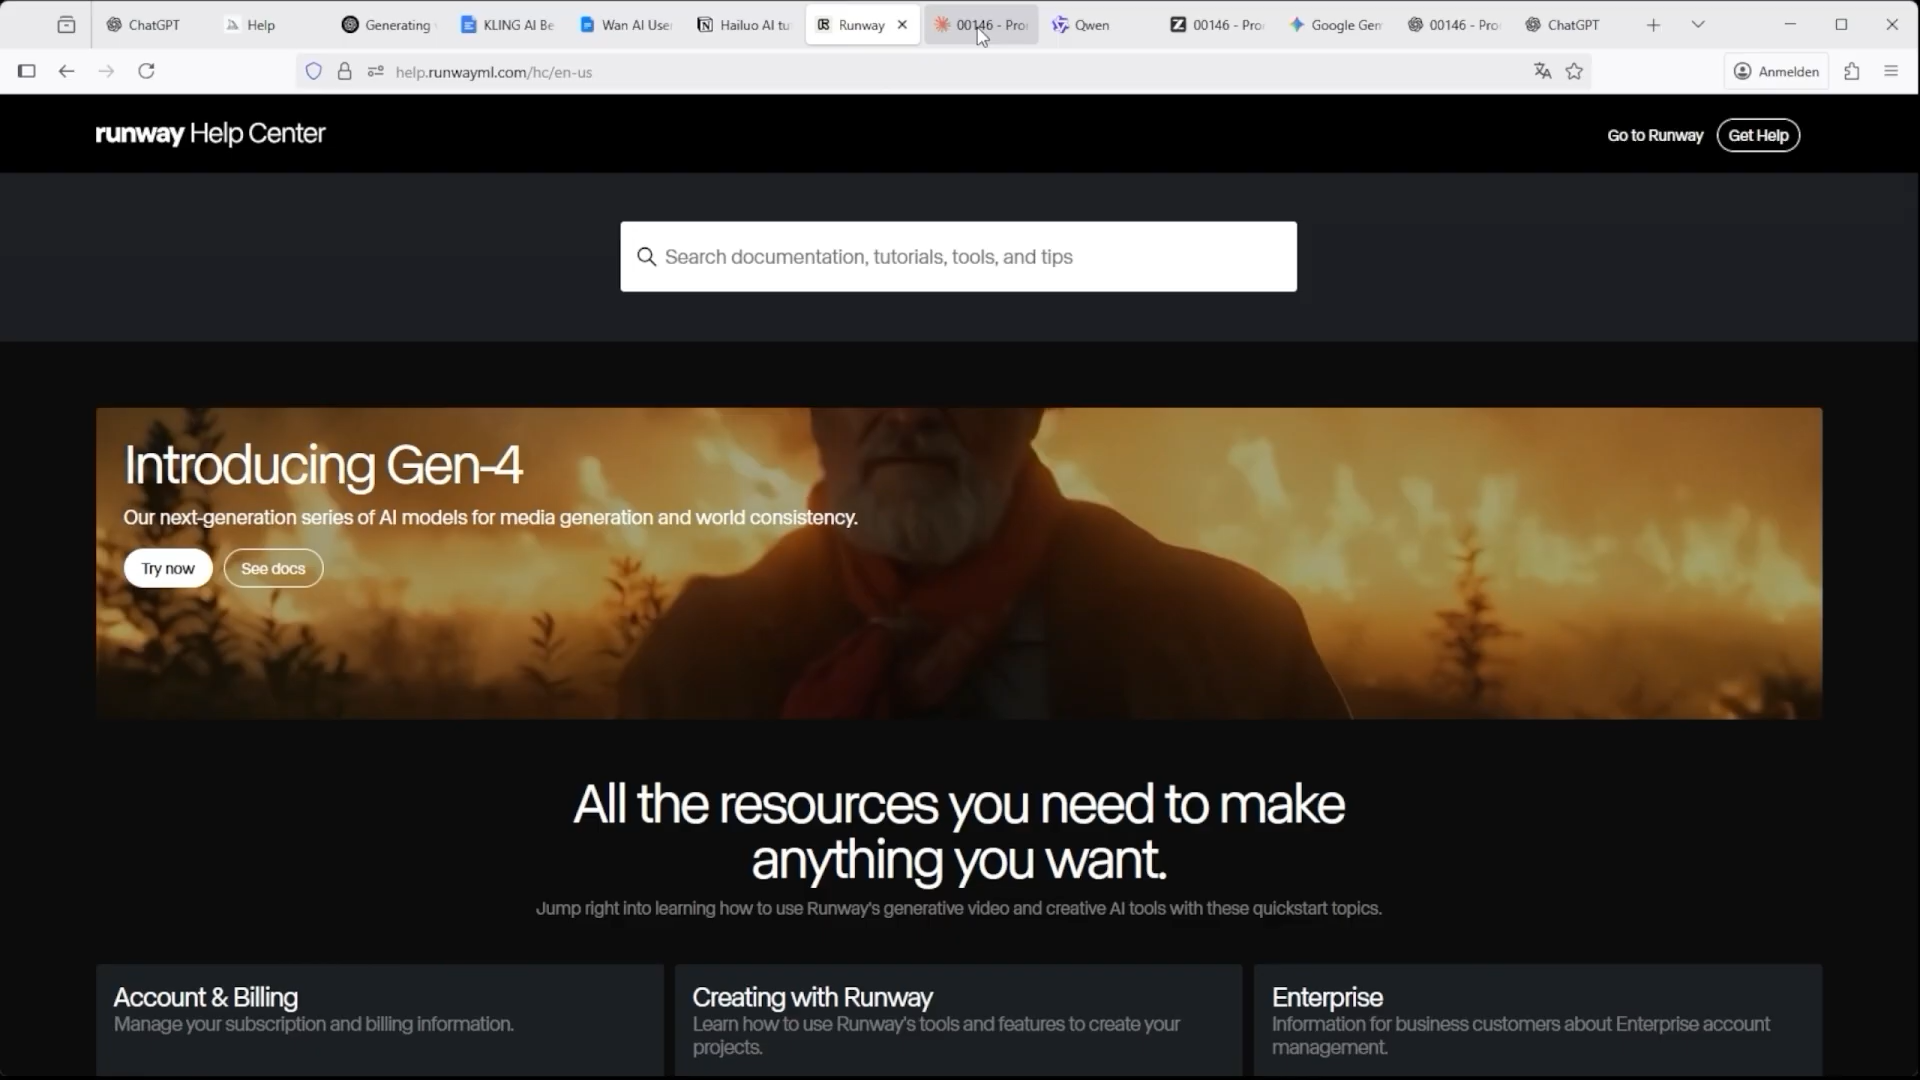 ChatGPT
Help
Generating
KLING AI Be
Wan AI User
Hailuo AI tu
Runway
00146 - Pro
Qwen
00146 - Pro
Google Gem
00146 - Pro
ChatGPT
help.runwayml.com/hc/en-us
Anmelden
runway Help Center
Go to Runway
Get Help
Search documentation, tutorials, tools, and tips
Introducing Gen-4
Our next-generation series of AI models for media generation and world consistency.
Try now
See docs
All the resources you need to make
anything you want.
Jump right into learning how to use Runway's generative video and creative AI tools with these quickstart topics.
Account & Billing
Manage your subscription and billing information.
Creating with Runway
Learn how to use Runway's tools and features to create your
projects.
Enterprise
Information for business customers about Enterprise account
management.